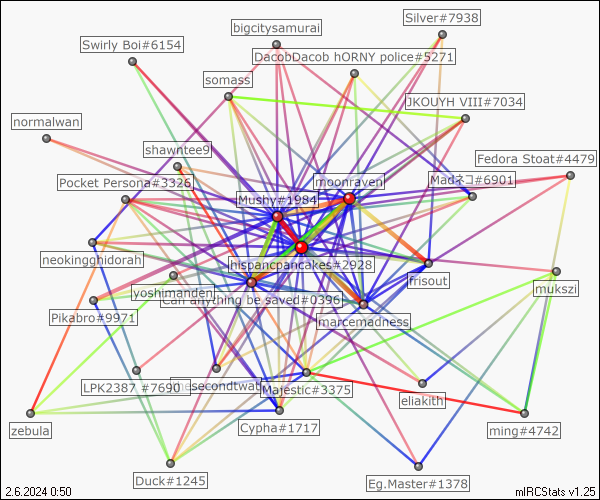 Silver#7938
bigcitysamurai
Swirly Boi#6154
DacobDacob hORNY police#5271
somass
JKOUYH VIII#7034
normalwan
shawntee9
Fedora Stoat#4479
Pocket Persona#3326
moonraven
Madネコ#6901
Mushy#1984
neokingghidorah
hispancpancakes#2928
frisout
mukszi
yoshimanden
can anything be saved#0396
Pikabro#9971
marcemadness
LPK2387 #7690
secondtwat
Majestic#3375
eliakith
zebula
Cypha#1717
ming#4742
Duck#1245
Eg.Master#1378
2.6.2024 0:50
mIRCStats v1.25